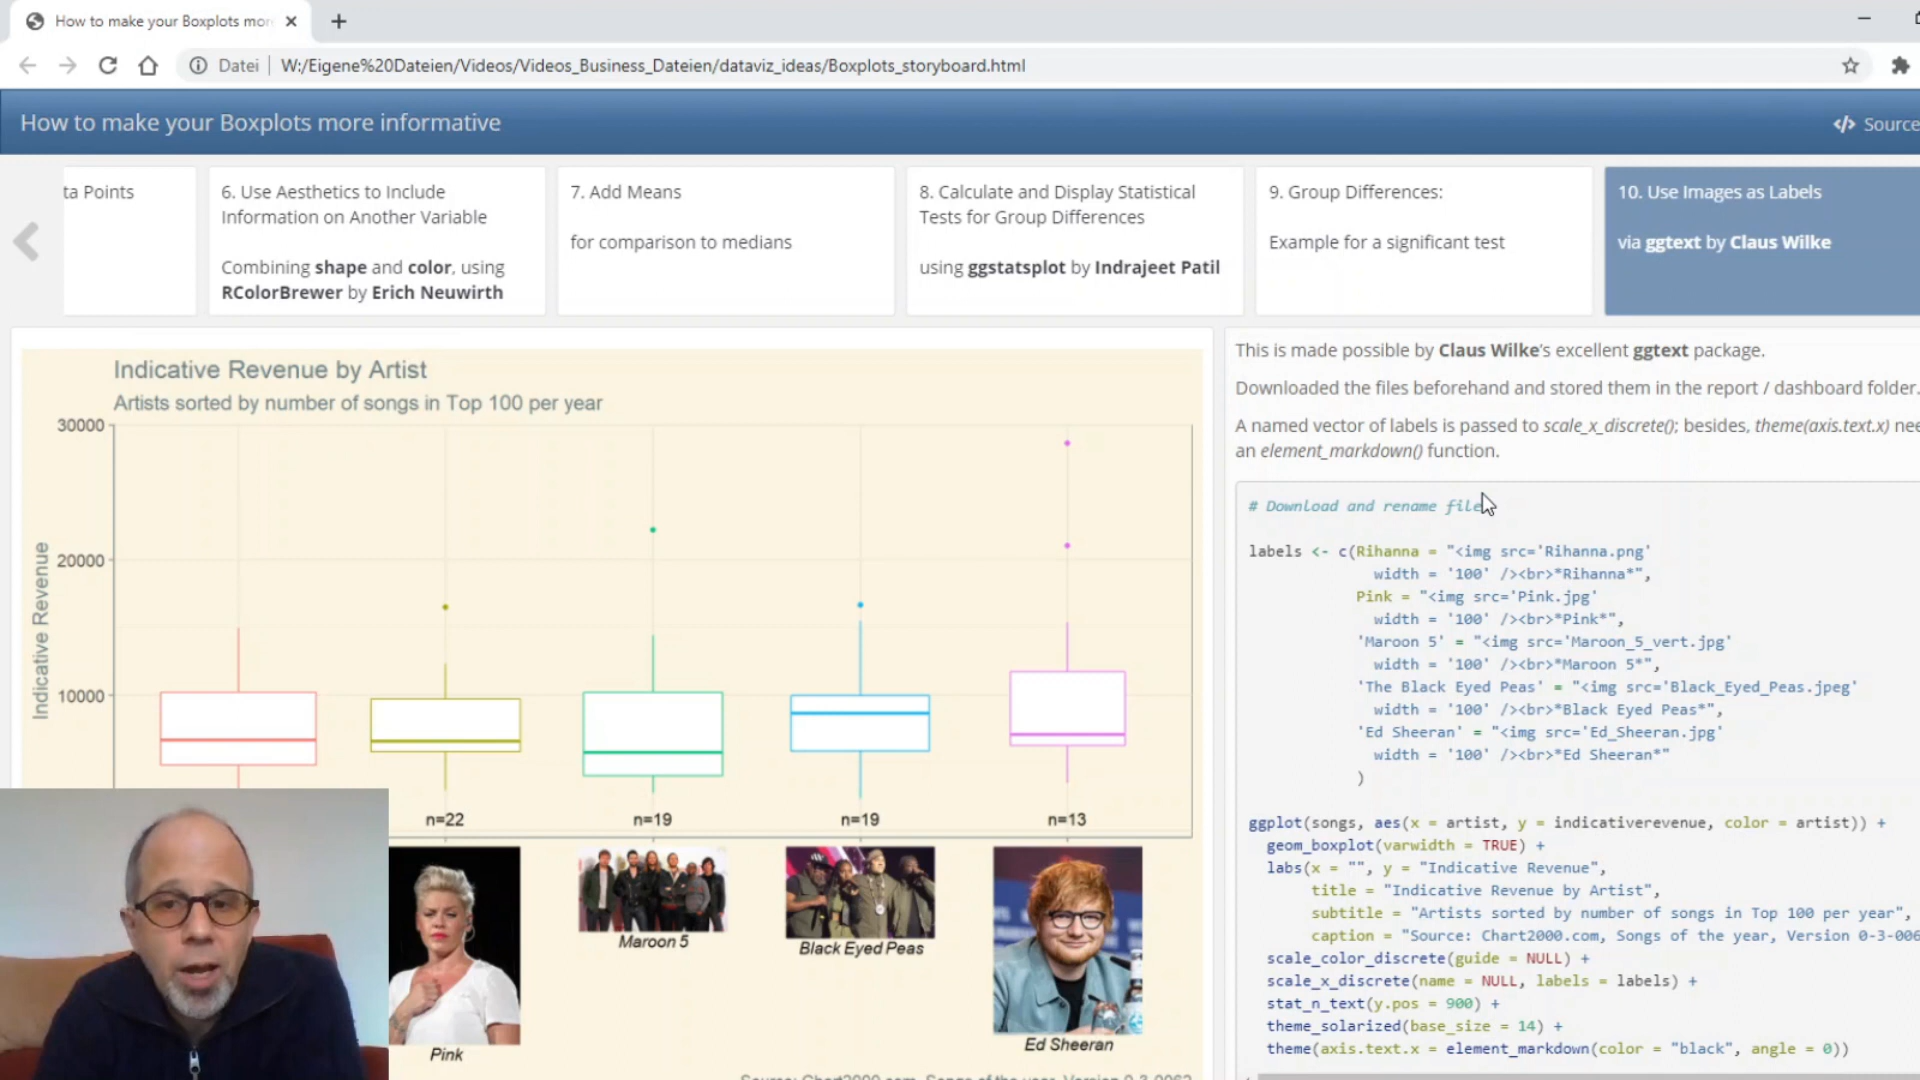 How to make your Boxplots mor
Datei
W:/Eigene%20Dateien/Videos/Videos_Business_Dateien/dataviz_ideas/Boxplots_storyboard.html
How to make your Boxplots more informative
</> Source
ta Points
6. Use Aesthetics to Include
Information on Another Variable
Combining shape and color, using
RColorBrewer by Erich Neuwirth
7. Add Means
for comparison to medians
8. Calculate and Display Statistical
Tests for Group Differences
using ggstatsplot by Indrajeet Patil
9. Group Differences:
Example for a significant test
10. Use Images as Labels
via ggtext by Claus Wilke
Indicative Revenue by Artist
Artists sorted by number of songs in Top 100 per year
30000
20000
10000
Indicative Revenue
n=22
n=19
n=19
n=13
Pink
Maroon 5
Black Eyed Peas
Ed Sheeran
Source: Chart2000.com, Songs of the year, Version 0-3-0062
This is made possible by Claus Wilke's excellent ggtext package.
Downloaded the files beforehand and stored them in the report / dashboard folder.
A named vector of labels is passed to scale_x_discrete(); besides, theme(axis.text.x) nee
an element_markdown() function.
# Download and rename file
labels <- c(Rihanna = "<img src='Rihanna.png'
width = '100' /><br>*Rihanna*",
Pink = "<img src='Pink.jpg'
width = '100' /><br>*Pink*",
'Maroon 5' = "<img src='Maroon_5_vert.jpg'
width = '100' /><br>*Maroon 5*",
'The Black Eyed Peas' = "<img src='Black_Eyed_Peas.jpeg'
width = '100' /><br>*Black Eyed Peas*",
'Ed Sheeran' = "<img src='Ed_Sheeran.jpg'
width = '100' /><br>*Ed Sheeran*"
)
ggplot(songs, aes(x = artist, y = indicativerevenue, color = artist)) +
geom_boxplot(varwidth = TRUE) +
labs(x = "", y = "Indicative Revenue",
title = "Indicative Revenue by Artist",
subtitle = "Artists sorted by number of songs in Top 100 per year",
caption = "Source: Chart2000.com, Songs of the year, Version 0-3-006
scale_color_discrete(guide = NULL) +
scale_x_discrete(name = NULL, labels = labels) +
stat_n_text(y.pos = 900) +
theme_solarized(base_size = 14) +
theme(axis.text.x = element_markdown(color = "black", angle = 0))